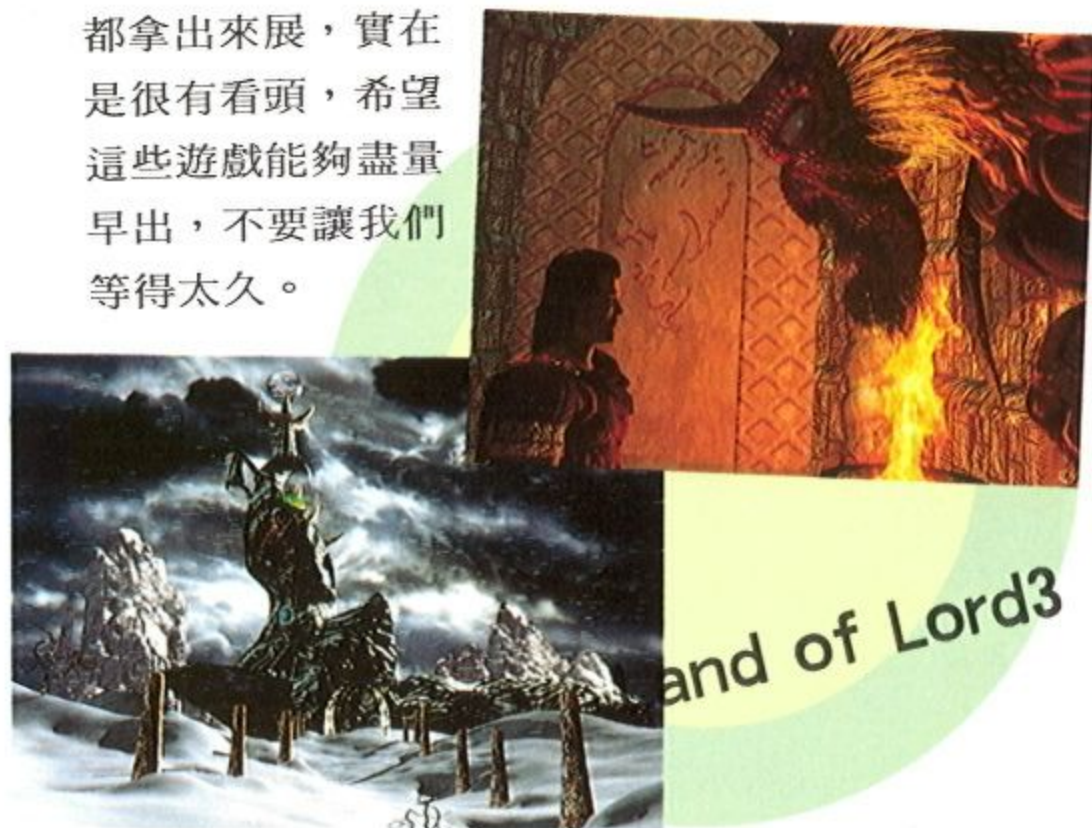 都拿出來展，實在
是很有看頭，希望
這些遊戲能夠盡量
早出，不要讓我們
等得太久。
and of Lord3